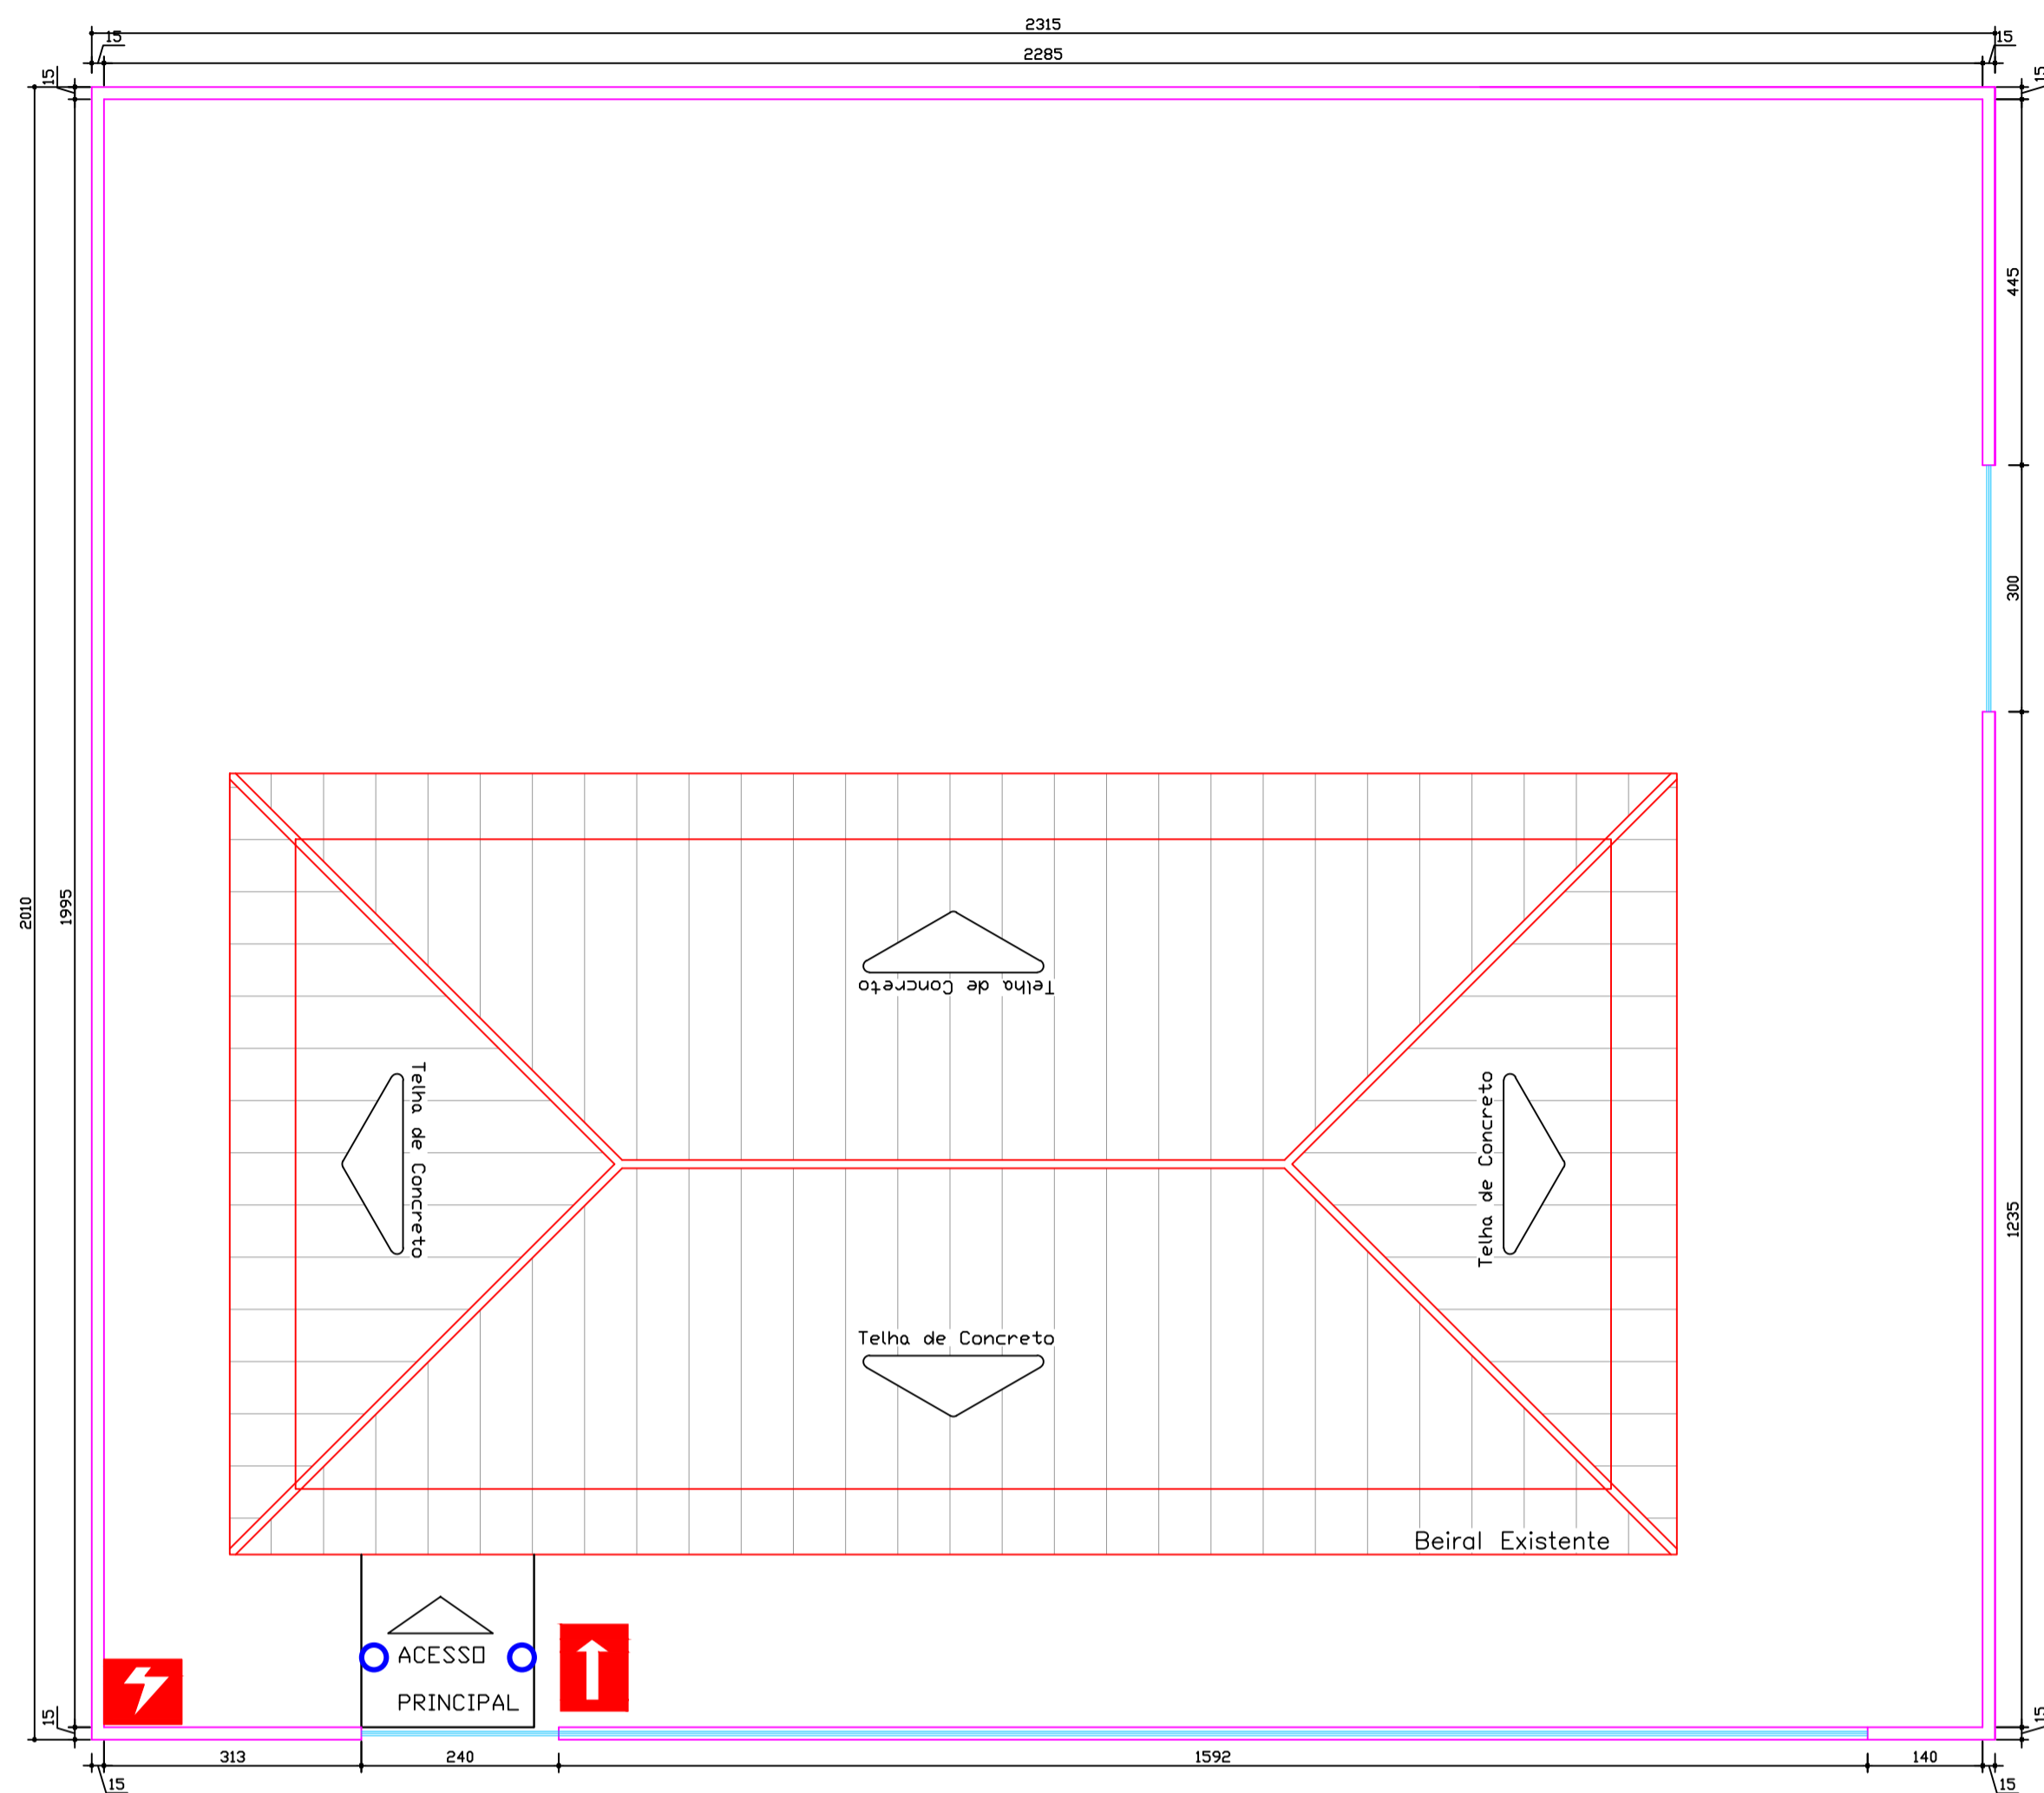 2315
15
15
2285
15
15
445
300
2010
1995
Telha de Concreto
Telha de Concreto
Telha de Concreto
1235
Telha de Concreto
Beiral Existente
ACESSO
PRINCIPAL
15
15
313
240
1592
140
15
15